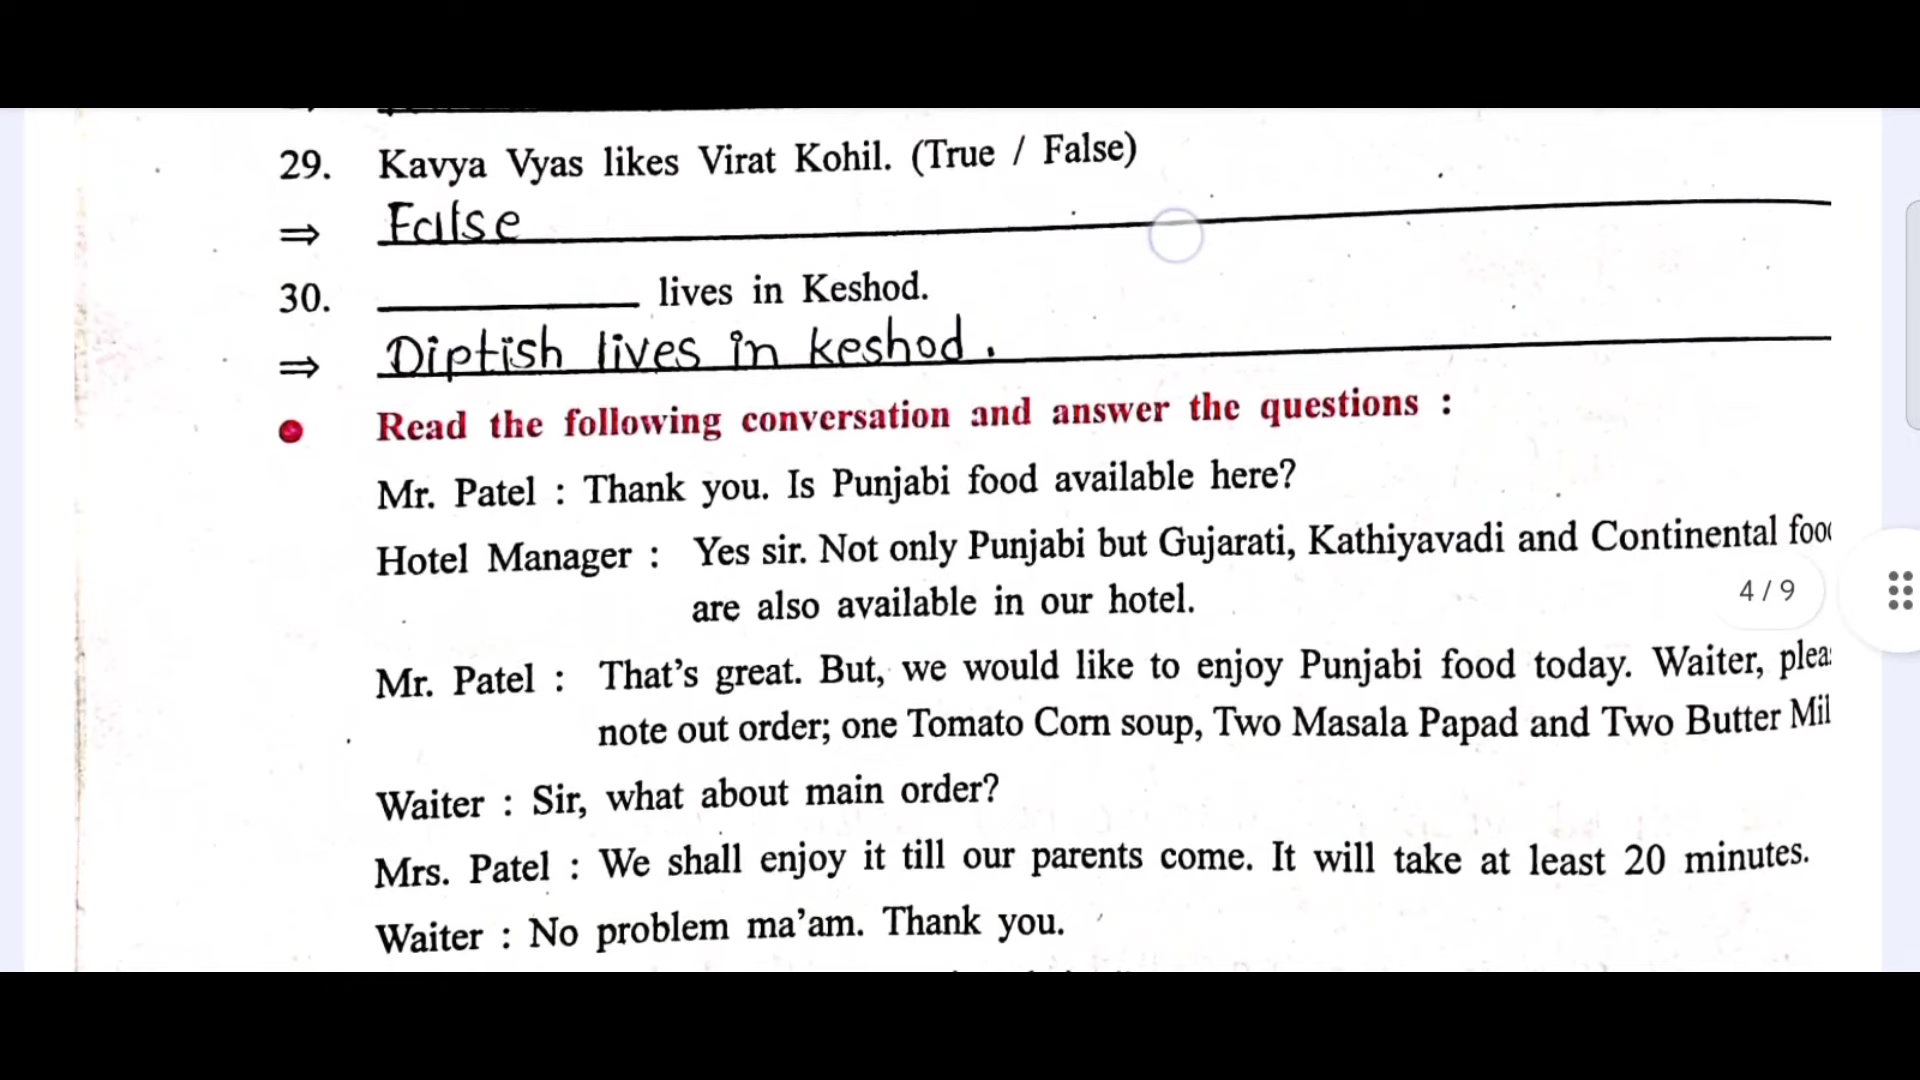 29. Kavya Vyas likes Virat Kohil. (True / False)
⇒ False
30. ____________ lives in Keshod.
⇒ Diptish lives in keshod.
● Read the following conversation and answer the questions :
Mr. Patel : Thank you. Is Punjabi food available here?
Hotel Manager : Yes sir. Not only Punjabi but Gujarati, Kathiyavadi and Continental foo
are also available in our hotel.
4 / 9
Mr. Patel : That's great. But, we would like to enjoy Punjabi food today. Waiter, plea
note out order; one Tomato Corn soup, Two Masala Papad and Two Butter Mil
Waiter : Sir, what about main order?
Mrs. Patel : We shall enjoy it till our parents come. It will take at least 20 minutes.
Waiter : No problem ma'am. Thank you.